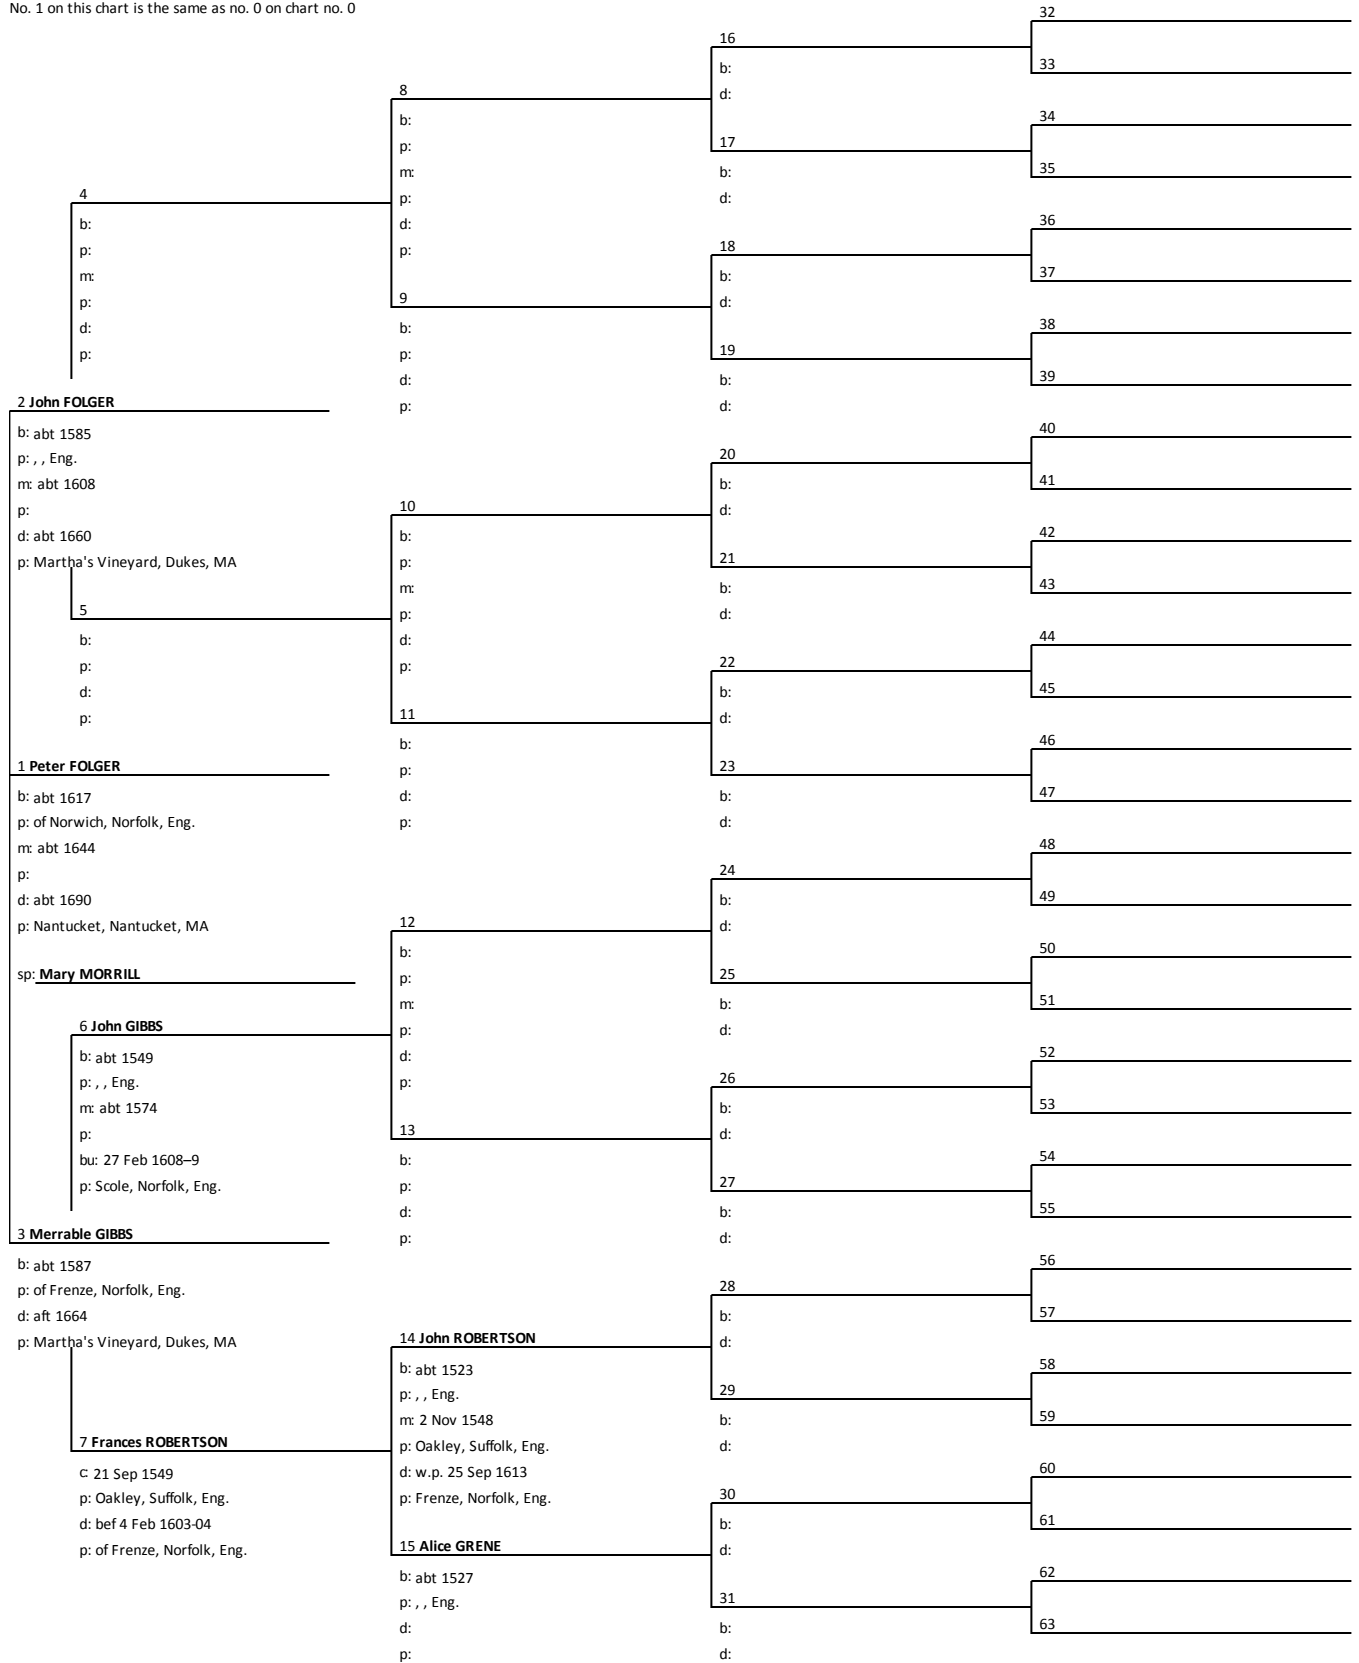 No. 1 on this chart is the same as no. 0 on chart no. 0
4
b:
p:
m:
p:
d:
p:
2 John FOLGER
b: abt 1585
p: , , Eng.
m: abt 1608
p:
d: abt 1660
p: Martha's Vineyard, Dukes, MA
5
b:
p:
d:
p:
1 Peter FOLGER
b: abt 1617
p: of Norwich, Norfolk, Eng.
m: abt 1644
p:
d: abt 1690
p: Nantucket, Nantucket, MA
sp: Mary MORRILL
6 John GIBBS
b: abt 1549
p: , , Eng.
m: abt 1574
p:
bu: 27 Feb 1608–9
p: Scole, Norfolk, Eng.
3 Merrable GIBBS
b: abt 1587
p: of Frenze, Norfolk, Eng.
d: aft 1664
p: Martha's Vineyard, Dukes, MA
7 Frances ROBERTSON
c: 21 Sep 1549
p: Oakley, Suffolk, Eng.
d: bef 4 Feb 1603-04
p: of Frenze, Norfolk, Eng.
8
b:
p:
m:
p:
d:
p:
9
b:
p:
d:
p:
10
b:
p:
m:
p:
d:
p:
11
b:
p:
d:
p:
12
b:
p:
m:
p:
d:
p:
13
b:
p:
d:
p:
14 John ROBERTSON
b: abt 1523
p: , , Eng.
m: 2 Nov 1548
p: Oakley, Suffolk, Eng.
d: w.p. 25 Sep 1613
p: Frenze, Norfolk, Eng.
15 Alice GRENE
b: abt 1527
p: , , Eng.
d:
p:
16
b:
d:
17
b:
d:
18
b:
d:
19
b:
d:
20
b:
d:
21
b:
d:
22
b:
d:
23
b:
d:
24
b:
d:
25
b:
d:
26
b:
d:
27
b:
d:
28
b:
d:
29
b:
d:
30
b:
d:
31
b:
d:
32
33
34
35
36
37
38
39
40
41
42
43
44
45
46
47
48
49
50
51
52
53
54
55
56
57
58
59
60
61
62
63